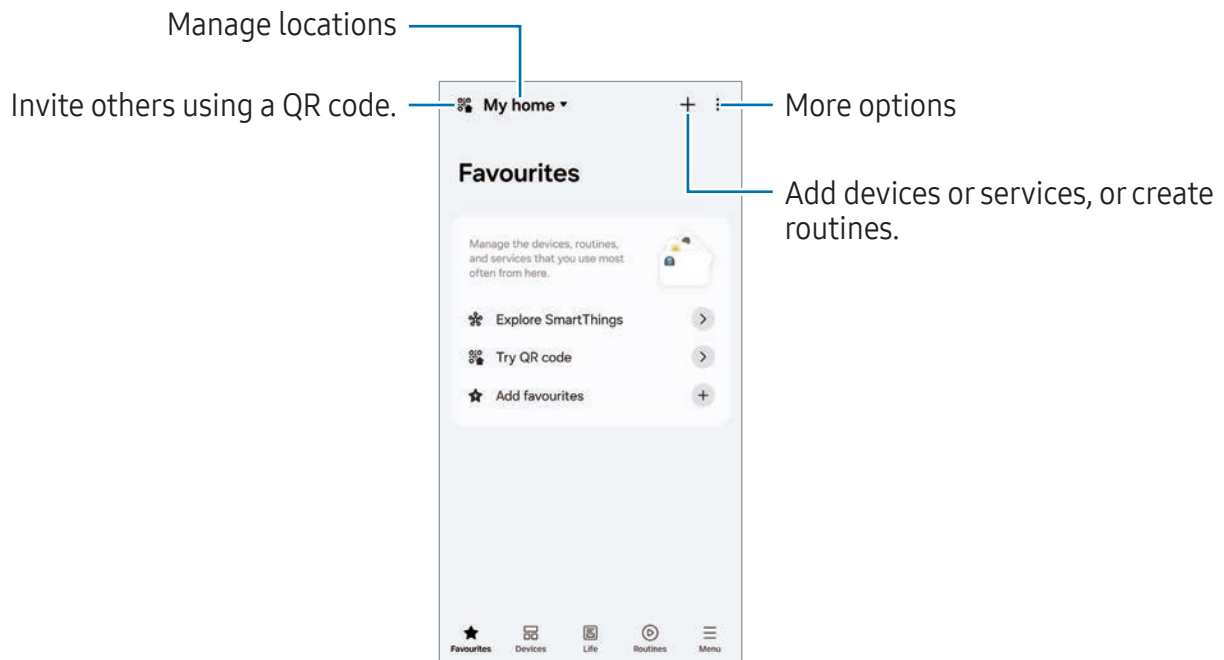 Manage locations
Invite others using a QR code.
My home
More options
Favourites
Add devices or services, or create
routines.
Manage the devices, routines,
and services that you use most
often from here.
Explore SmartThings
Try QR code
Add favourites
Favourites Devices Life Routines Menu